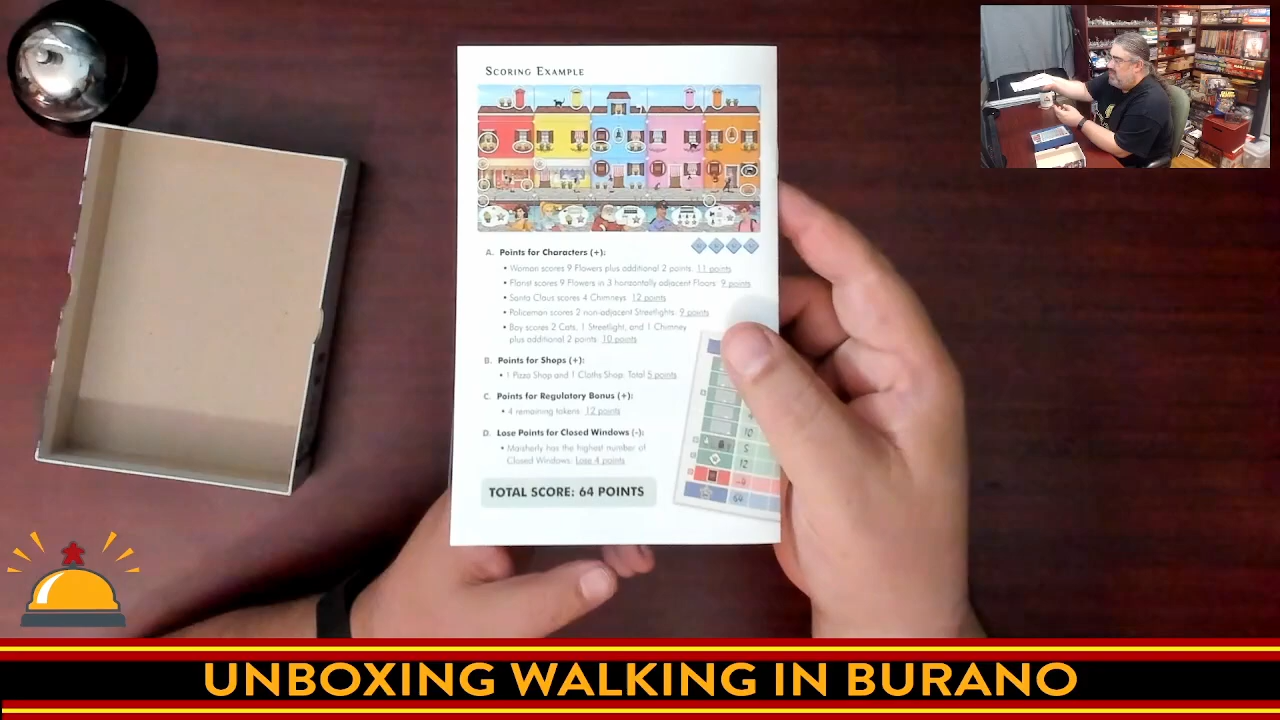 SCORING EXAMPLE
A. Points for Characters (+):
• Woman scores 9 Flowers plus additional 2 points. 11 points
• Florist scores 9 Flowers in 3 horizontally adjacent Floors. 9 points
• Santa Claus scores 4 Chimneys. 12 points
• Policeman scores 2 non-adjacent Streetlights. 9 points
• Boy scores 2 Cats, 1 Streetlight, and 1 Chimney
plus additional 2 points. 10 points
B. Points for Shops (+):
• 1 Pizza Shop and 1 Cloths Shop. Total 5 points
C. Points for Regulatory Bonus (+):
• 4 remaining tokens. 12 points
D. Lose Points for Closed Windows (-):
• Maisherly has the highest number of
Closed Windows. Lose 4 points
TOTAL SCORE: 64 POINTS
10
5
12
-4
64
UNBOXING WALKING IN BURANO